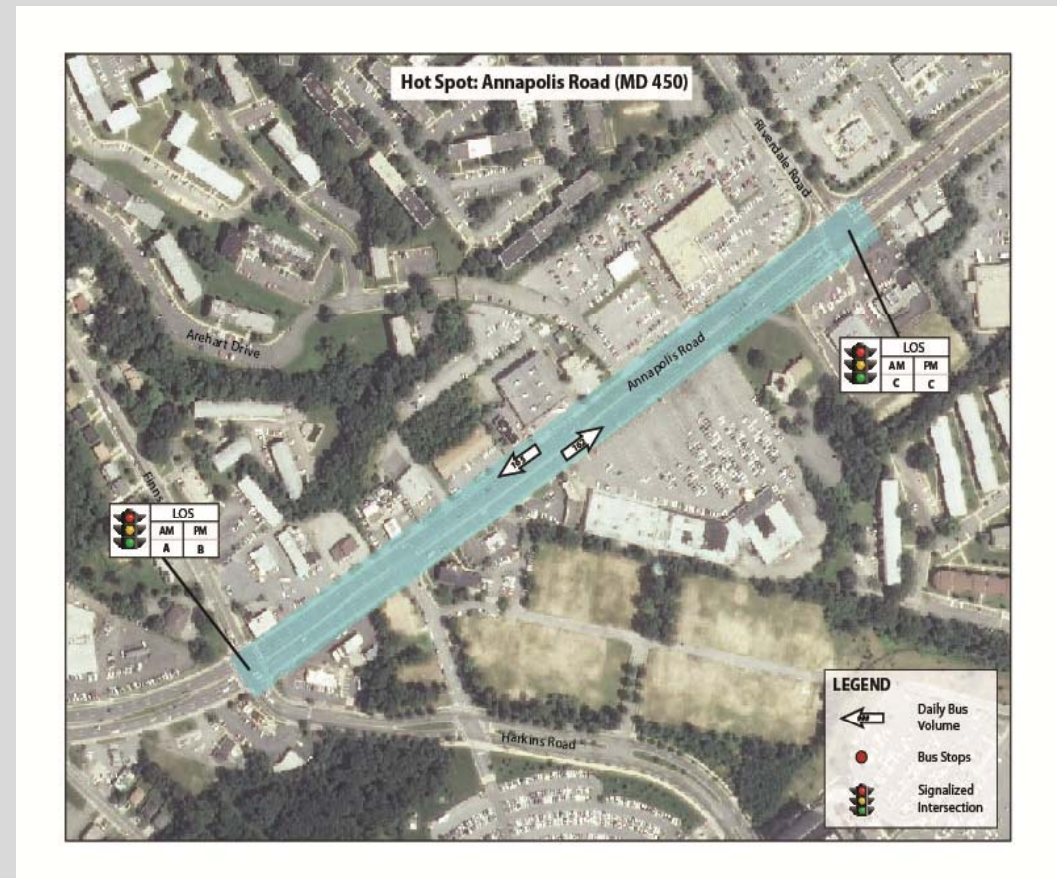 Hot Spot: Annapolis Road (MD 450)
Riverdale Road
Annapolis Road
Arehart Drive
LOS
AM PM
C C
Finns
LOS
AM PM
A B
Harkins Road
LEGEND
Daily Bus
Volume
Bus Stops
Signalized
Intersection